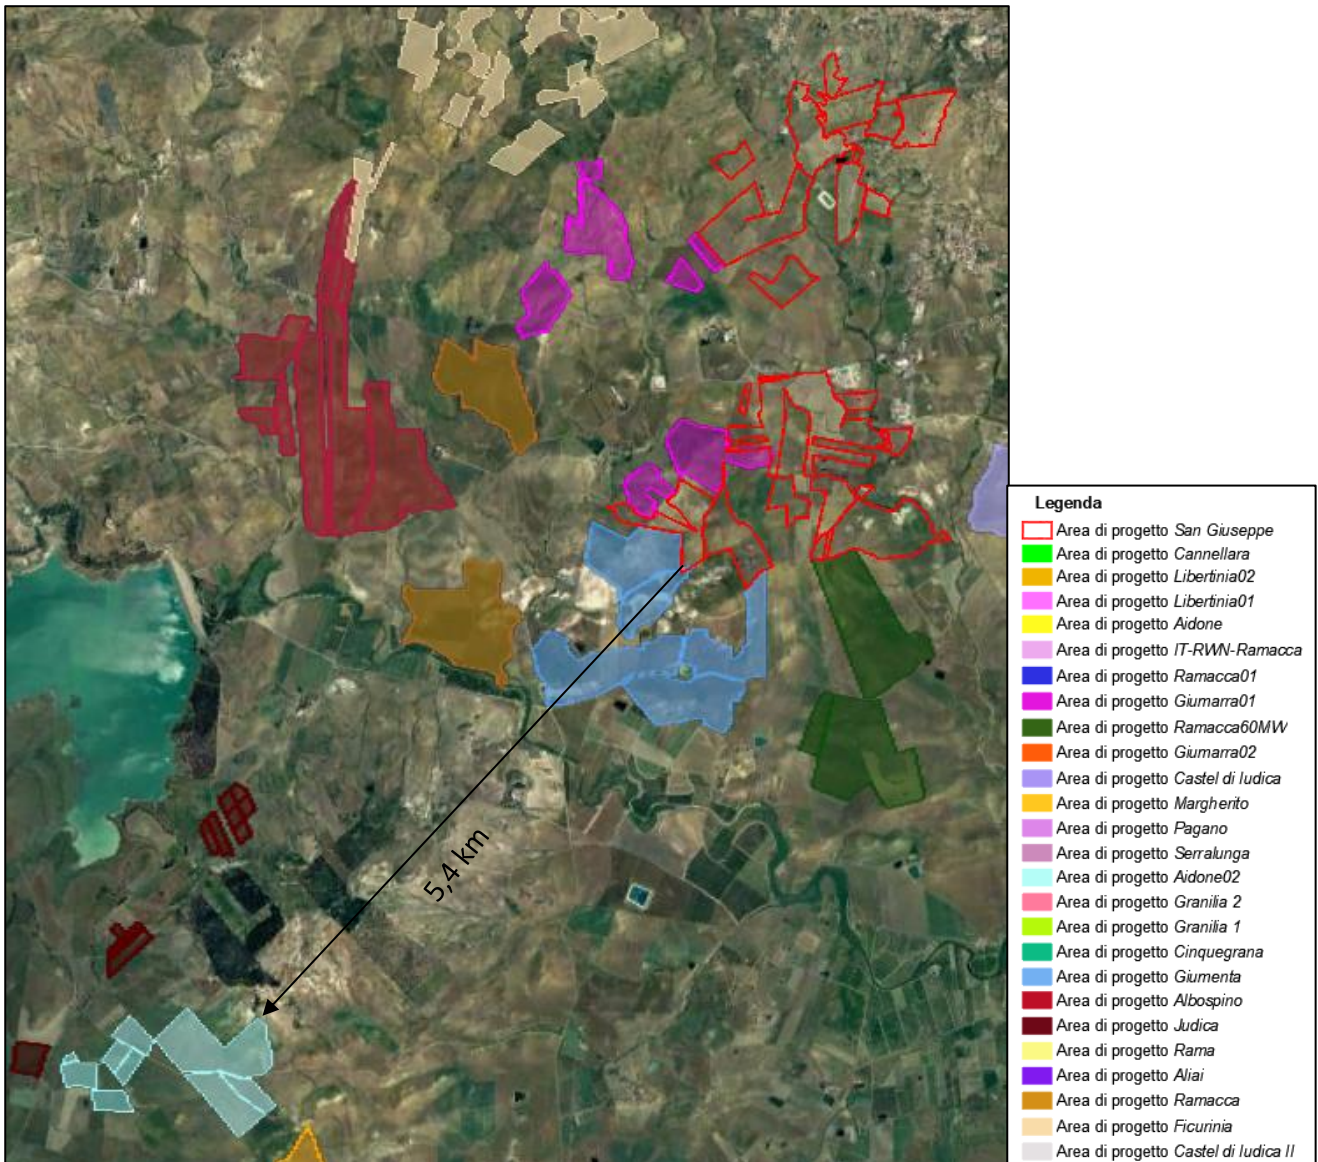 5,4 km
Legenda
Area di progetto San Giuseppe
Area di progetto Cannellara
Area di progetto Libertinia02
Area di progetto Libertinia01
Area di progetto Aidone
Area di progetto IT-RWN-Ramacca
Area di progetto Ramacca01
Area di progetto Giumarra01
Area di progetto Ramacca60MW
Area di progetto Giumarra02
Area di progetto Castel di Iudica
Area di progetto Margherito
Area di progetto Pagano
Area di progetto Serralunga
Area di progetto Aidone02
Area di progetto Granilia 2
Area di progetto Granilia 1
Area di progetto Cinquegrana
Area di progetto Giumenta
Area di progetto Albospino
Area di progetto Judica
Area di progetto Rama
Area di progetto Aliai
Area di progetto Ramacca
Area di progetto Ficurinia
Area di progetto Castel di Iudica II